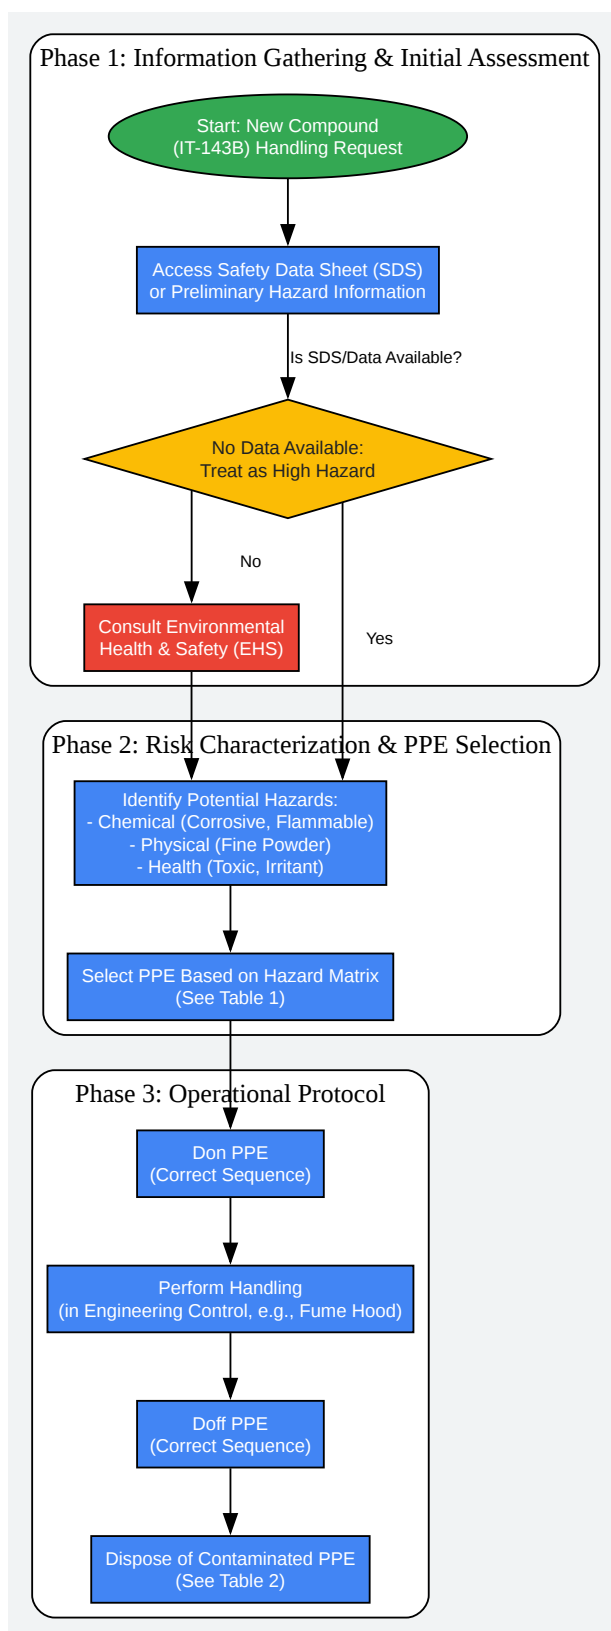 Phase 1: Information Gathering & Initial Assessment
Start: New Compound
(IT-143B) Handling Request
Access Safety Data Sheet (SDS)
or Preliminary Hazard Information
Is SDS/Data Available?
No Data Available:
Treat as High Hazard
No
Consult Environmental
Health & Safety (EHS)
Yes
Phase 2: Risk Characterization & PPE Selection
Identify Potential Hazards:
- Chemical (Corrosive, Flammable)
- Physical (Fine Powder)
- Health (Toxic, Irritant)
Select PPE Based on Hazard Matrix
(See Table 1)
Phase 3: Operational Protocol
Don PPE
(Correct Sequence)
Perform Handling
(in Engineering Control, e.g., Fume Hood)
Doff PPE
(Correct Sequence)
Dispose of Contaminated PPE
(See Table 2)